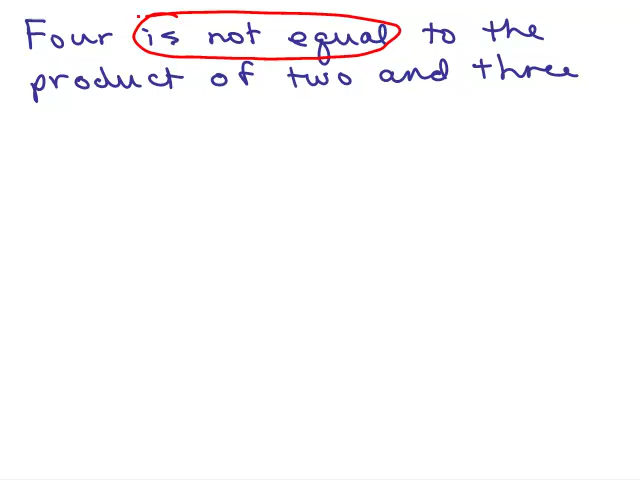 Four is not equal to the
product of two and three